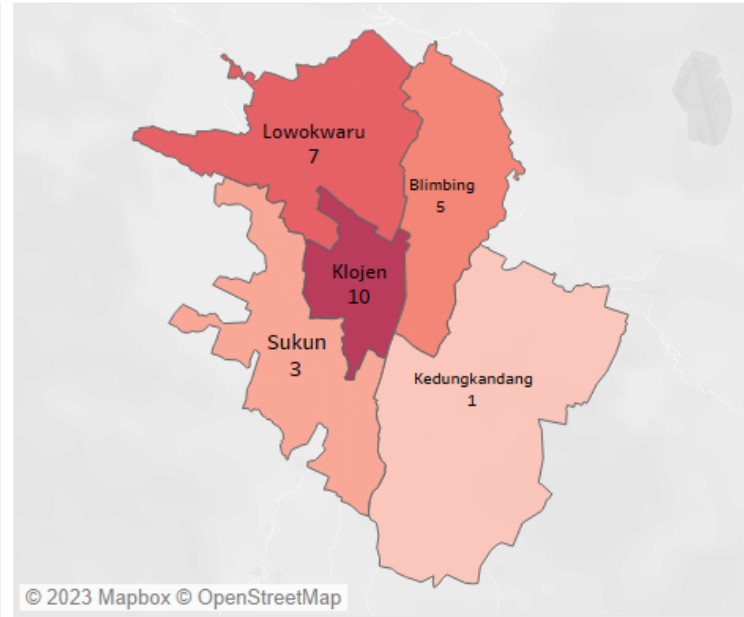 Lowokwaru
7
Blimbing
5
Klojen
10
Sukun
3
Kedungkandang
1
© 2023 Mapbox © OpenStreetMap